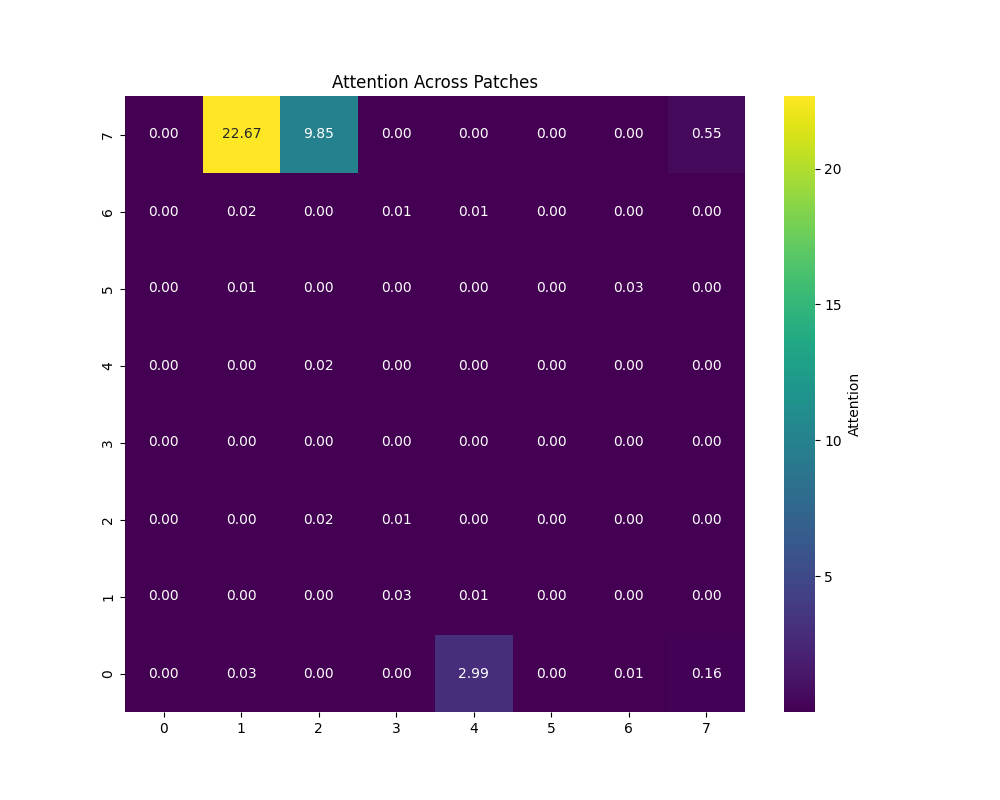 Attention Across Patches
7 0.00 22.67 9.85 0.00 0.00 0.00 0.00 0.55
6 0.00 0.02 0.00 0.01 0.01 0.00 0.00 0.00
5 0.00 0.01 0.00 0.00 0.00 0.00 0.03 0.00
4 0.00 0.00 0.02 0.00 0.00 0.00 0.00 0.00
3 0.00 0.00 0.00 0.00 0.00 0.00 0.00 0.00
2 0.00 0.00 0.02 0.01 0.00 0.00 0.00 0.00
1 0.00 0.00 0.00 0.03 0.01 0.00 0.00 0.00
0 0.00 0.03 0.00 0.00 2.99 0.00 0.01 0.16
0 1 2 3 4 5 6 7
20
15
10
5
Attention